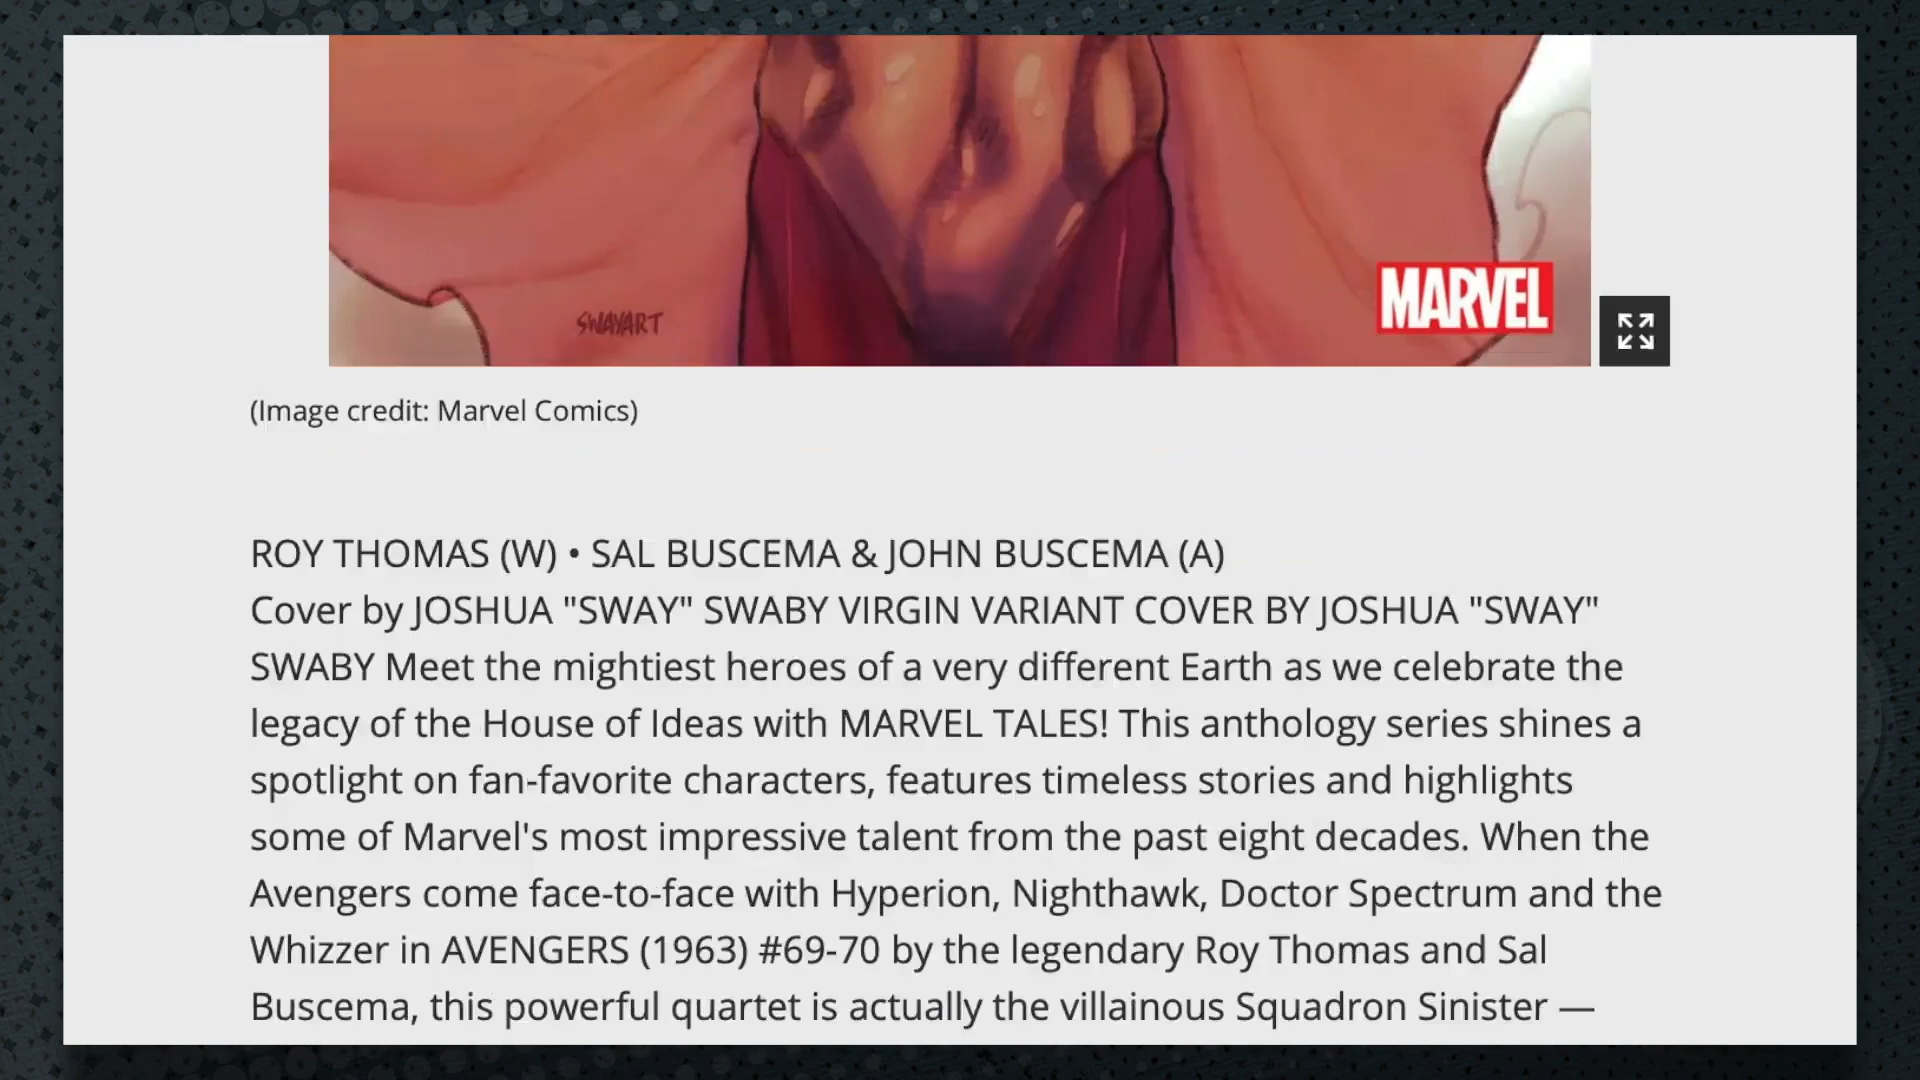 SWAYART
MARVEL
(Image credit: Marvel Comics)
ROY THOMAS (W) • SAL BUSCEMA & JOHN BUSCEMA (A)
Cover by JOSHUA "SWAY" SWABY VIRGIN VARIANT COVER BY JOSHUA "SWAY"
SWABY Meet the mightiest heroes of a very different Earth as we celebrate the
legacy of the House of Ideas with MARVEL TALES! This anthology series shines a
spotlight on fan-favorite characters, features timeless stories and highlights
some of Marvel's most impressive talent from the past eight decades. When the
Avengers come face-to-face with Hyperion, Nighthawk, Doctor Spectrum and the
Whizzer in AVENGERS (1963) #69-70 by the legendary Roy Thomas and Sal
Buscema, this powerful quartet is actually the villainous Squadron Sinister —